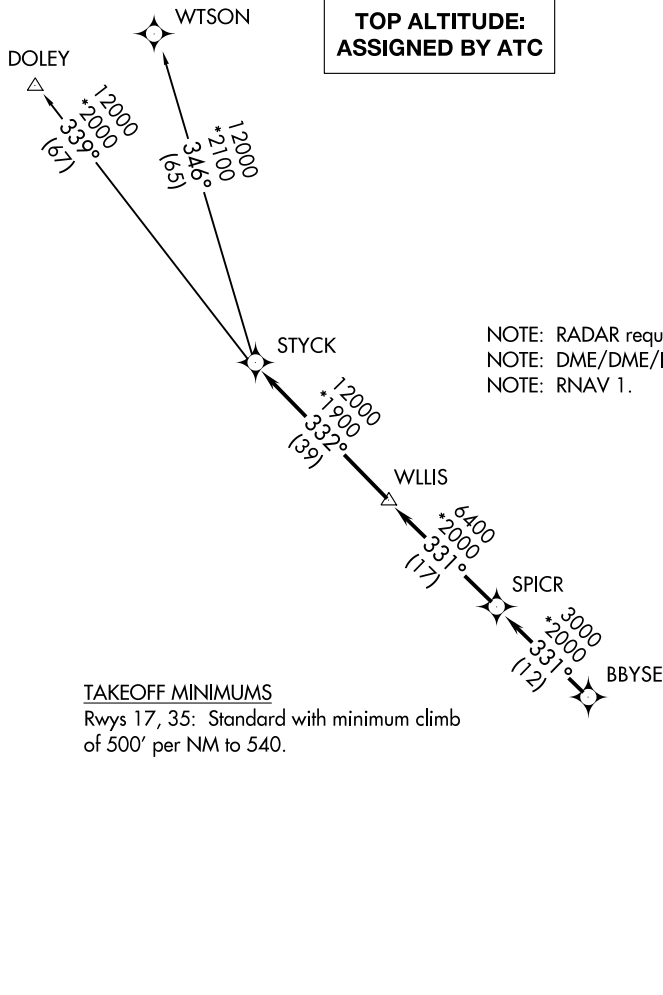 TOP ALTITUDE:
ASSIGNED BY ATC
WTSON
DOLEY
12000
*2000
339°
(67)
12000
*2100
346°
(65)
STYCK
NOTE: RADAR requ
NOTE: DME/DME/I
NOTE: RNAV 1.
12000
*1900
332°
(39)
WLLIS
6400
*2000
331°
(17)
SPICR
3000
*2000
331°
(12)
BBYSE
TAKEOFF MINIMUMS
Rwys 17, 35: Standard with minimum climb
of 500' per NM to 540.